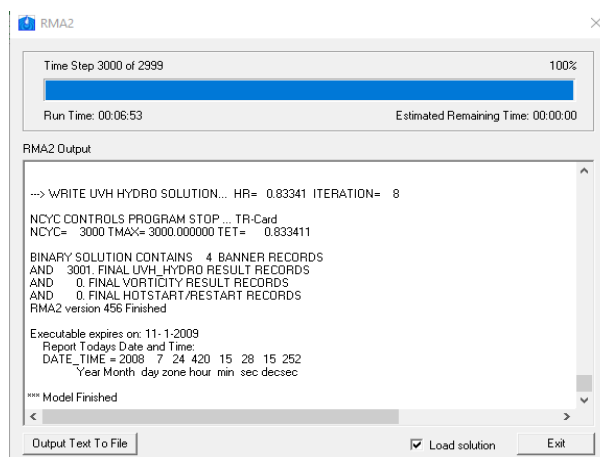 RMA2
Time Step 3000 of 2999 100%
Run Time: 00:06:53 Estimated Remaining Time: 00:00:00
RMA2 Output
---> WRITE UVH HYDRO SOLUTION... HR= 0.83341 ITERATION= 8
NCYC CONTROLS PROGRAM STOP ... TR-Card
NCYC= 3000 TMAX= 3000.000000 TET= 0.833411
BINARY SOLUTION CONTAINS 4 BANNER RECORDS
AND 3001. FINAL UVH_HYDRO RESULT RECORDS
AND 0. FINAL VORTICITY RESULT RECORDS
AND 0. FINAL HOTSTART/RESTART RECORDS
RMA2 version 456 Finished
Executable expires on: 11- 1-2009
Report Todays Date and Time:
DATE_TIME = 2008 7 24 420 15 28 15 252
Year Month day zone hour min sec decsec
*** Model Finished
Output Text To File Load solution Exit